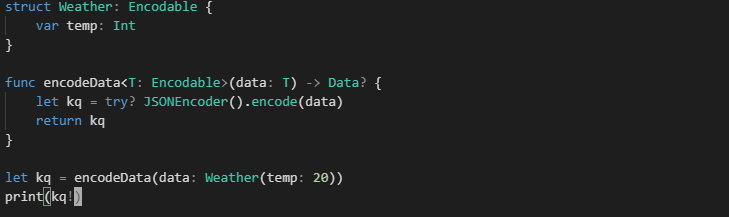 struct Weather: Encodable {
    var temp: Int
}

func encodeData<T: Encodable>(data: T) -> Data? {
    let kq = try? JSONEncoder().encode(data)
    return kq
}

let kq = encodeData(data: Weather(temp: 20))
print(kq!)